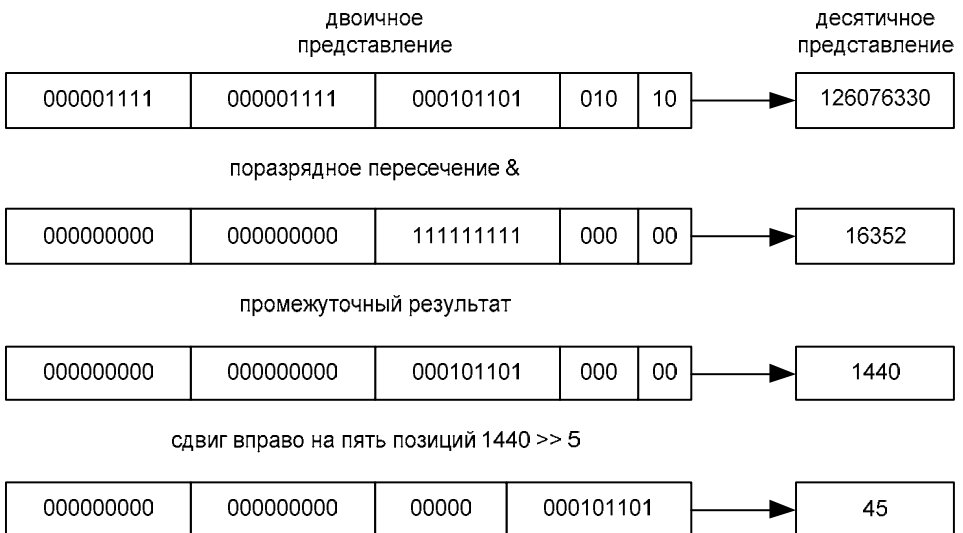 двоичное
представление
десятичное
представление
000001111 000001111 000101101 010 10 126076330
поразрядное пересечение &
000000000 000000000 111111111 000 00 16352
промежуточный результат
000000000 000000000 000101101 000 00 1440
сдвиг вправо на пять позиций 1440 >> 5
000000000 000000000 00000 000101101 45